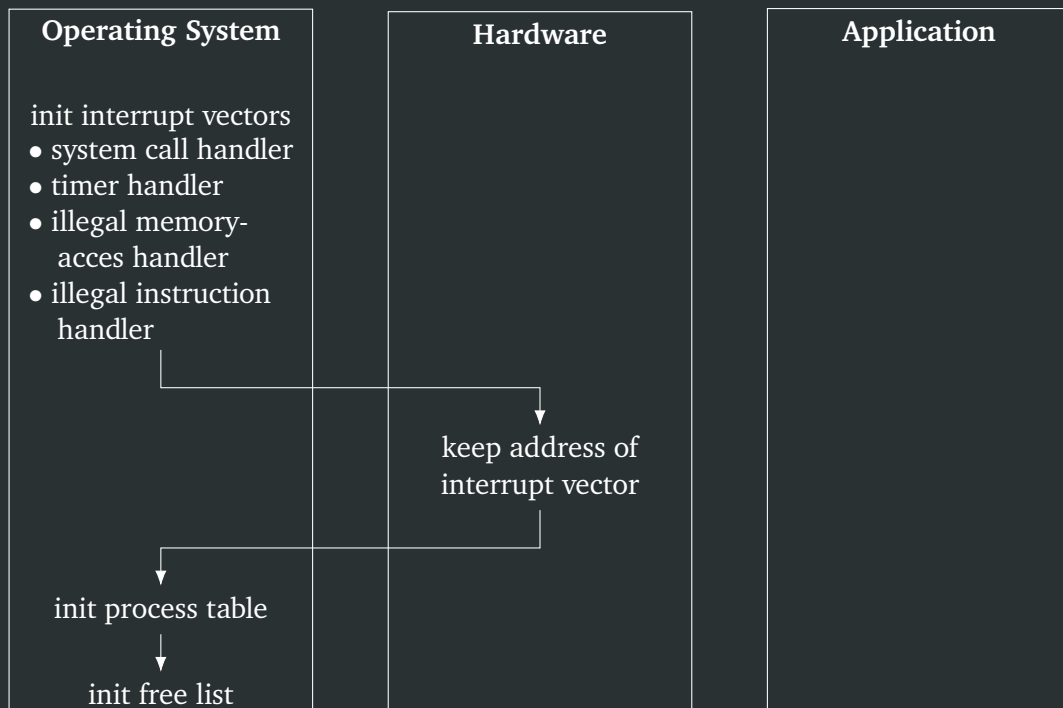 Operating System
Hardware
Application
init interrupt vectors
• system call handler
• timer handler
• illegal memory-
acces handler
• illegal instruction
handler
keep address of
interrupt vector
init process table
init free list